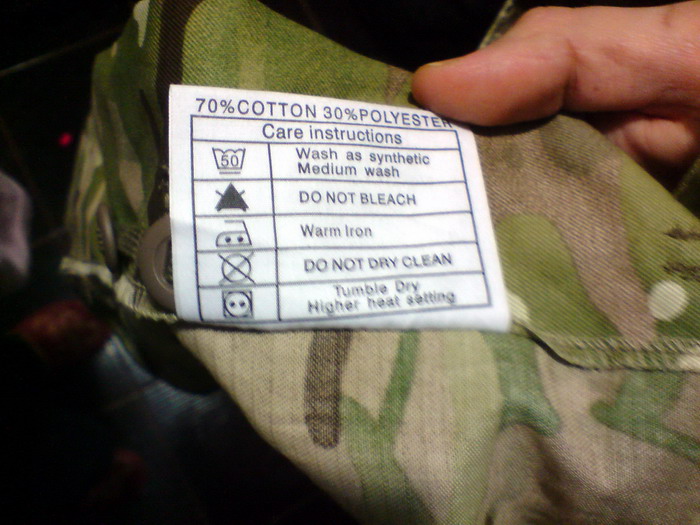 70%COTTON 30%POLYESTER
Care instructions
50
Wash as synthetic
Medium wash
DO NOT BLEACH
Warm Iron
DO NOT DRY CLEAN
Tumble Dry
Higher heat setting